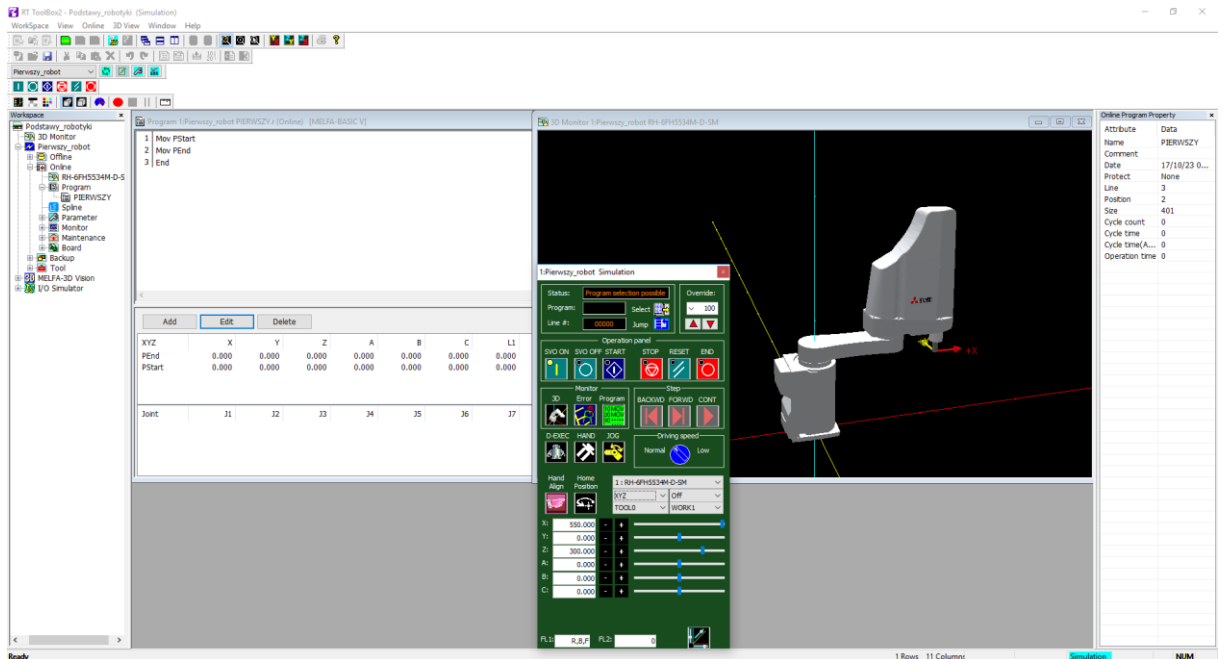 RT ToolBox2 - Podstawy_robotyki (Simulation)
WorkSpace View Online 3D View Window Help
Pierwszy_robot
Workspace
Podstawy_robotyki
3D Monitor
Pierwszy_robot
Offline
Online
RH-6FH5534M-D-S
Program
PIERWSZY
Spline
Parameter
Monitor
Maintenance
Board
Backup
Tool
MELFA-3D Vision
I/O Simulator
Program 1:Pierwszy_robot PIERWSZY.r (Online) [MELFA-BASIC V]
1 Mov PStart
2 Mov PEnd
3 End
Add Edit Delete
XYZ X Y Z A B C L1
PEnd 0.000 0.000 0.000 0.000 0.000 0.000 0.000
PStart 0.000 0.000 0.000 0.000 0.000 0.000 0.000
Joint J1 J2 J3 J4 J5 J6 J7
3D Monitor 1:Pierwszy_robot RH-6FH5534M-D-SM
+X
1:Pierwszy_robot Simulation
Status: Program selection possible Override:
Program: Select 100
Line #: 00000 Jump
Operation panel
SVO ON SVO OFF START STOP RESET END
Monitor Step
3D Error Program BACKWD FORWD CONT
D-EXEC HAND JOG Driving speed
Normal Low
Hand Align Home Position
1 : RH-6FH5534M-D-SM
XYZ Off
TOOL0 WORK1
X: 550.000 - +
Y: 0.000 - +
Z: 300.000 - +
A: 0.000 - +
B: 0.000 - +
C: 0.000 - +
FL1: R,B,F FL2: 0
Online Program Property
Attribute Data
Name PIERWSZY
Comment
Date 17/10/23 0...
Protect None
Line 3
Position 2
Size 401
Cycle count 0
Cycle time 0
Cycle time(A... 0
Operation time 0
Ready 1 Rows 11 Columns Simulation NUM